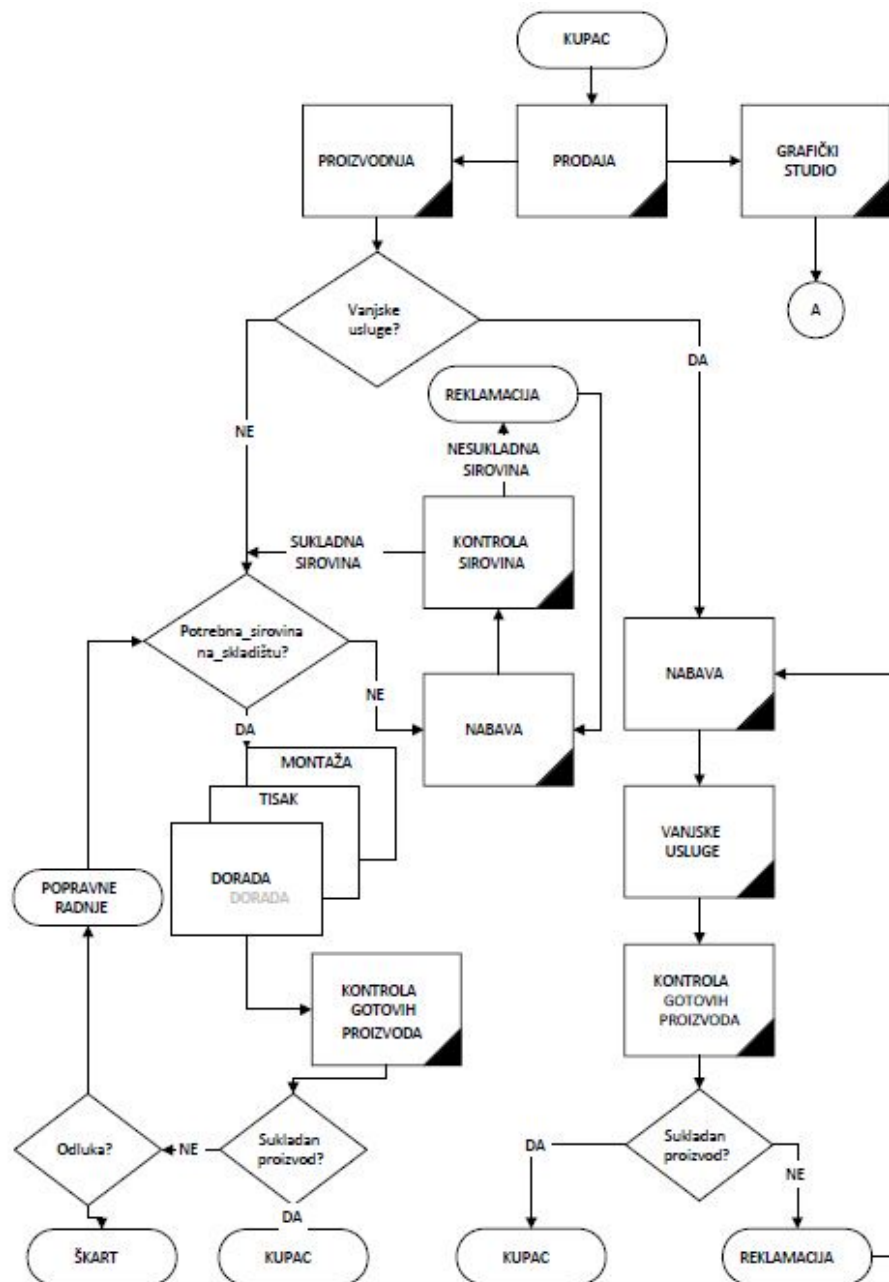 KUPAC
PROIZVODNJA
PRODAJA
GRAFIČKI
STUDIO
A
Vanjske
usluge?
DA
NE
REKLAMACIJA
NESUKLADNA
SIROVINA
SUKLADNA
SIROVINA
KONTROLA
SIROVINA
Potrebna_sirovina
na_skladištu?
NE
NABAVA
NABAVA
DA
MONTAŽA
TISAK
DORADA
DORADA
VANJSKE
USLUGE
POPRAVNE
RADNJE
KONTROLA
GOTOVIH
PROIZVODA
KONTROLA
GOTOVIH
PROIZVODA
Odluka?
NE
Sukladan
proizvod?
DA
Sukladan
proizvod?
NE
DA
ŠKART
KUPAC
KUPAC
REKLAMACIJA